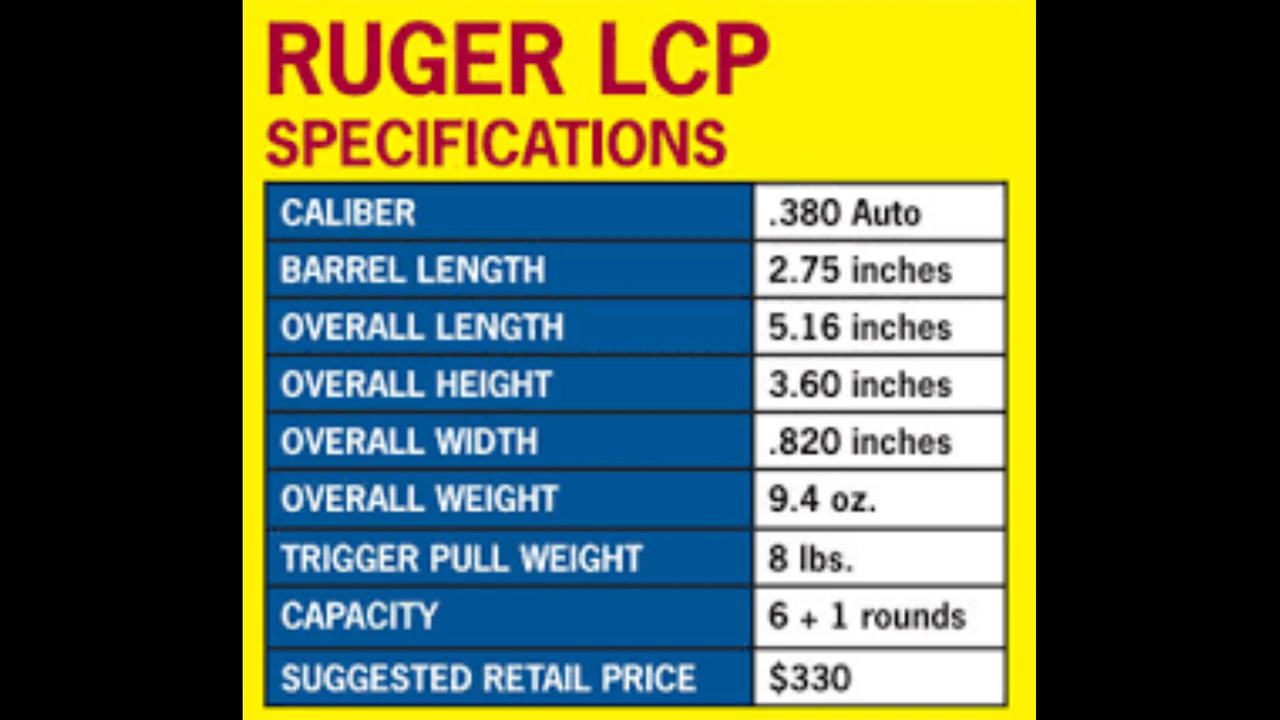 RUGER LCP
SPECIFICATIONS
CALIBER .380 Auto
BARREL LENGTH 2.75 inches
OVERALL LENGTH 5.16 inches
OVERALL HEIGHT 3.60 inches
OVERALL WIDTH .820 inches
OVERALL WEIGHT 9.4 oz.
TRIGGER PULL WEIGHT 8 lbs.
CAPACITY 6 + 1 rounds
SUGGESTED RETAIL PRICE $330